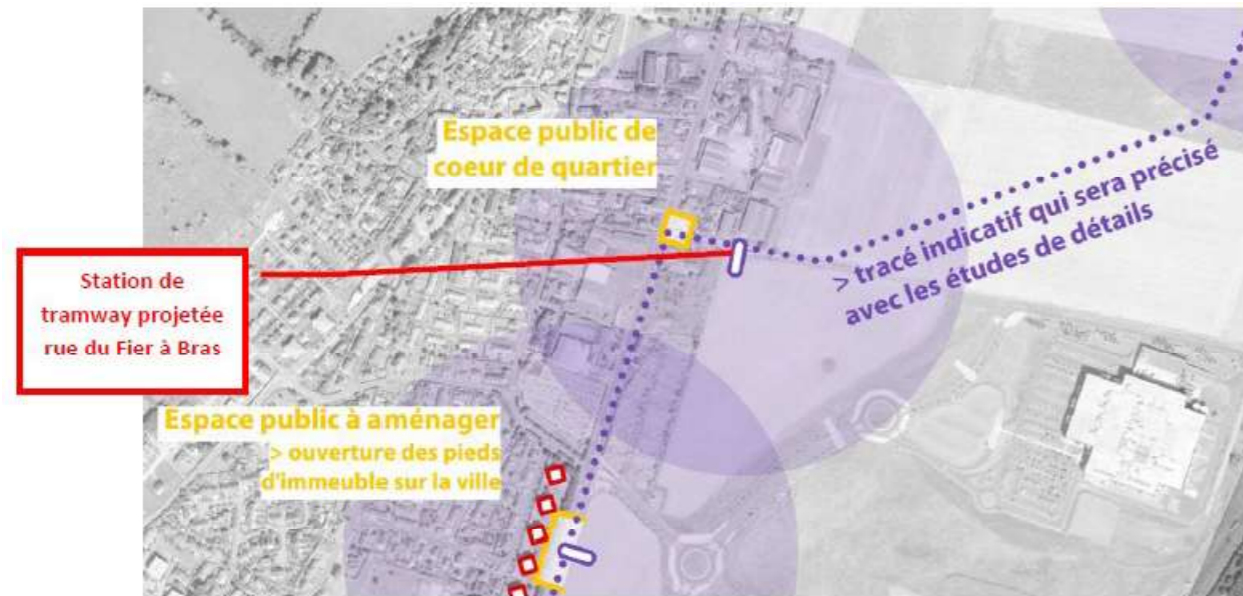 Espace public de
coeur de quartier
> tracé indicatif qui sera précisé
avec les études de détails
Station de
tramway projetée
rue du Fier à Bras
Espace public à aménager
> ouverture des pieds
d'immeuble sur la ville